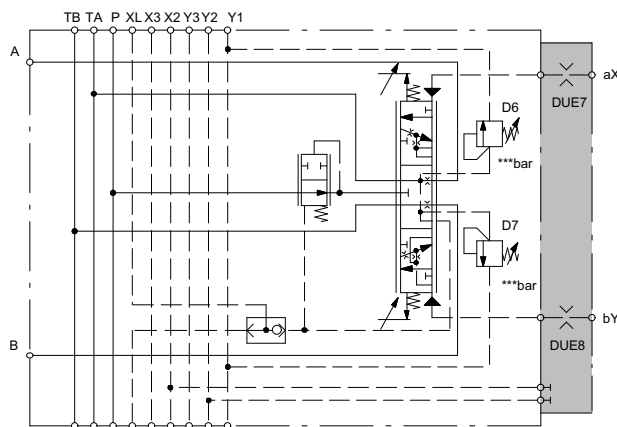 TB TA P XL X3 X2 Y3 Y2 Y1
A
aX
DUE7
D6
***bar
D7
***bar
bY
DUE8
B